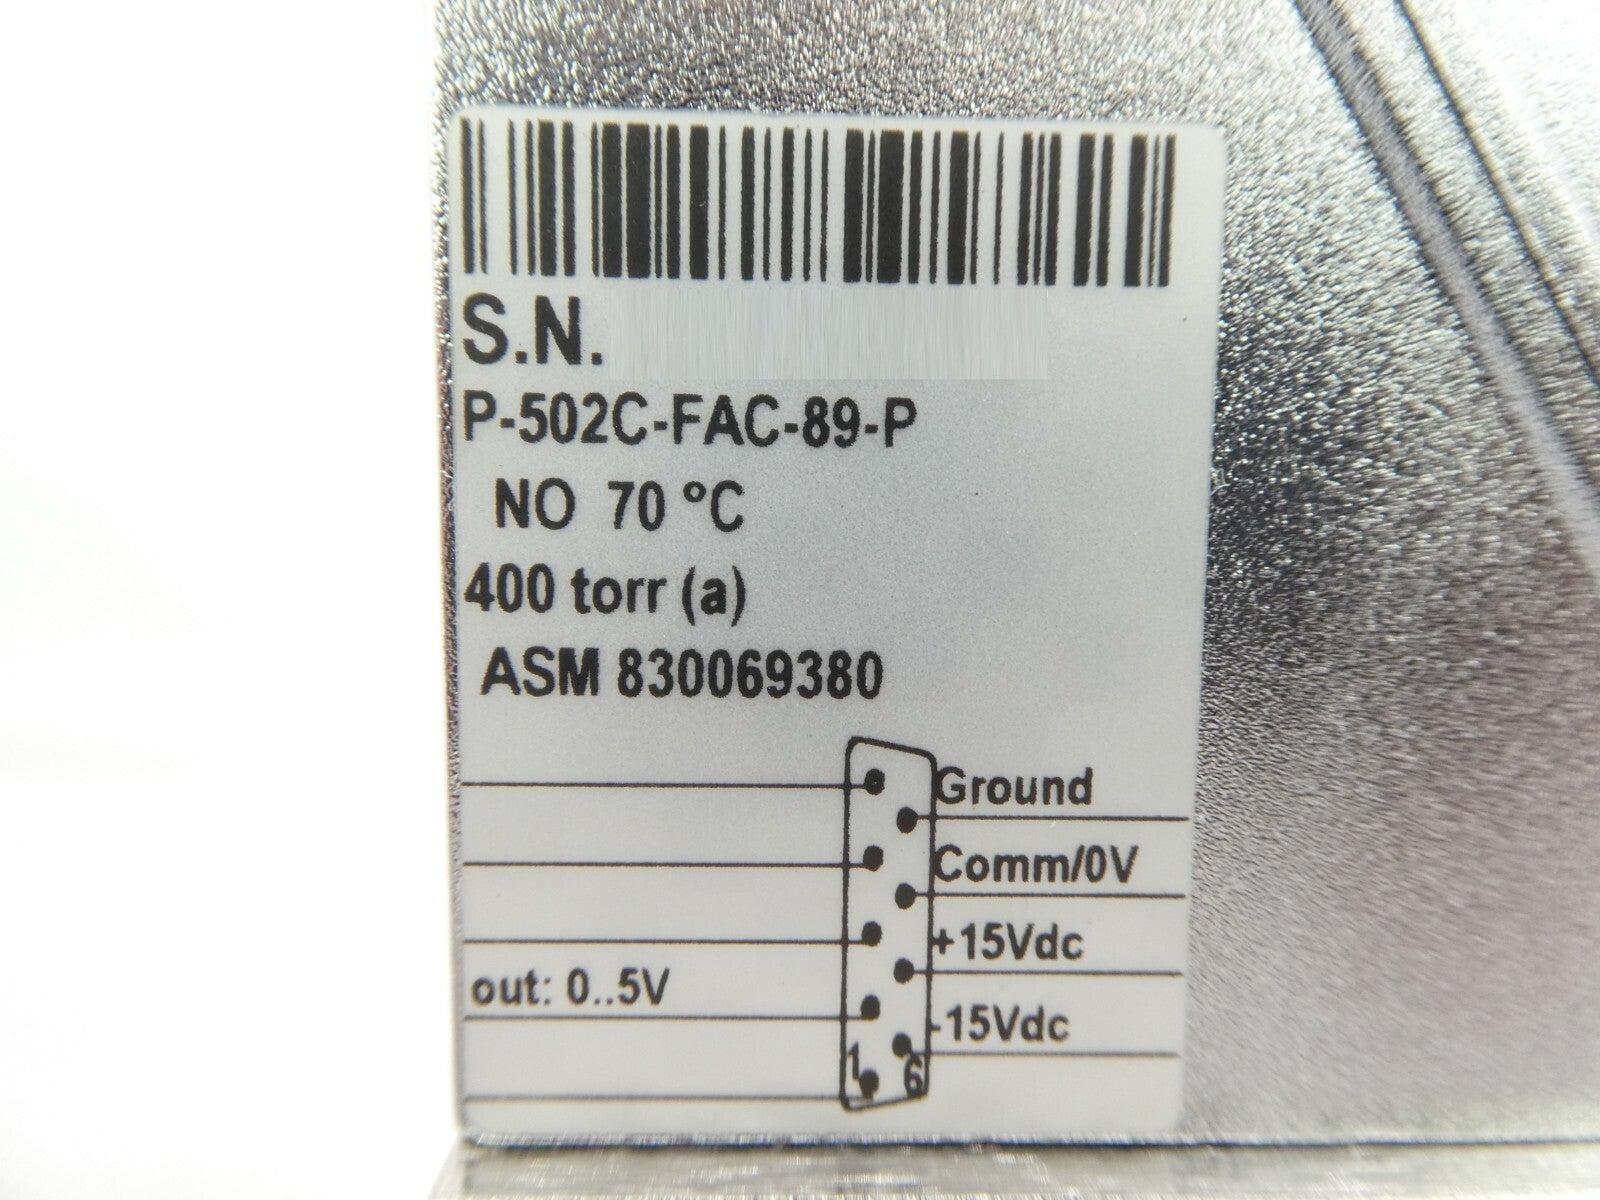 S.N.
P-502C-FAC-89-P
NO 70 °C
400 torr (a)
ASM 830069380
Ground
Comm/0V
+15Vdc
out: 0..5V
-15Vdc
1 6